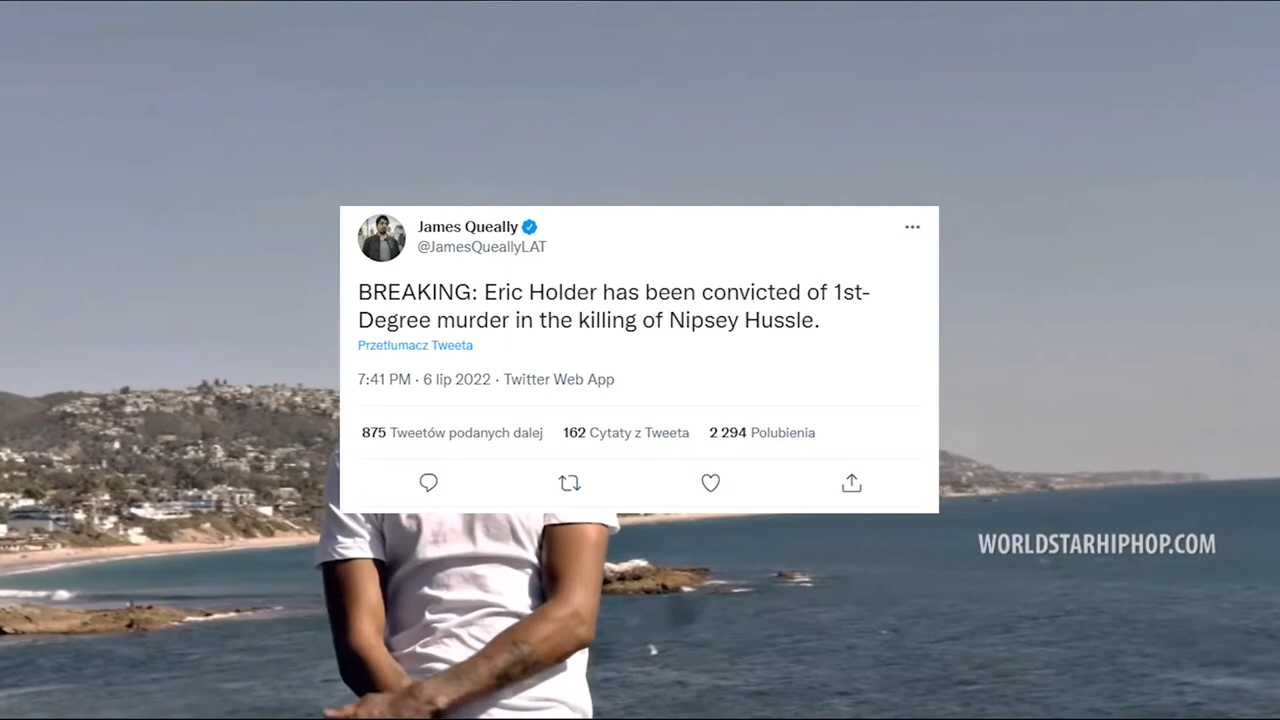 James Queally
@JamesQueallyLAT
BREAKING: Eric Holder has been convicted of 1st-
Degree murder in the killing of Nipsey Hussle.
Przetłumacz Tweeta
7:41 PM · 6 lip 2022 · Twitter Web App
875 Tweetów podanych dalej 162 Cytaty z Tweeta 2 294 Polubienia
WORLDSTARHIPHOP.COM